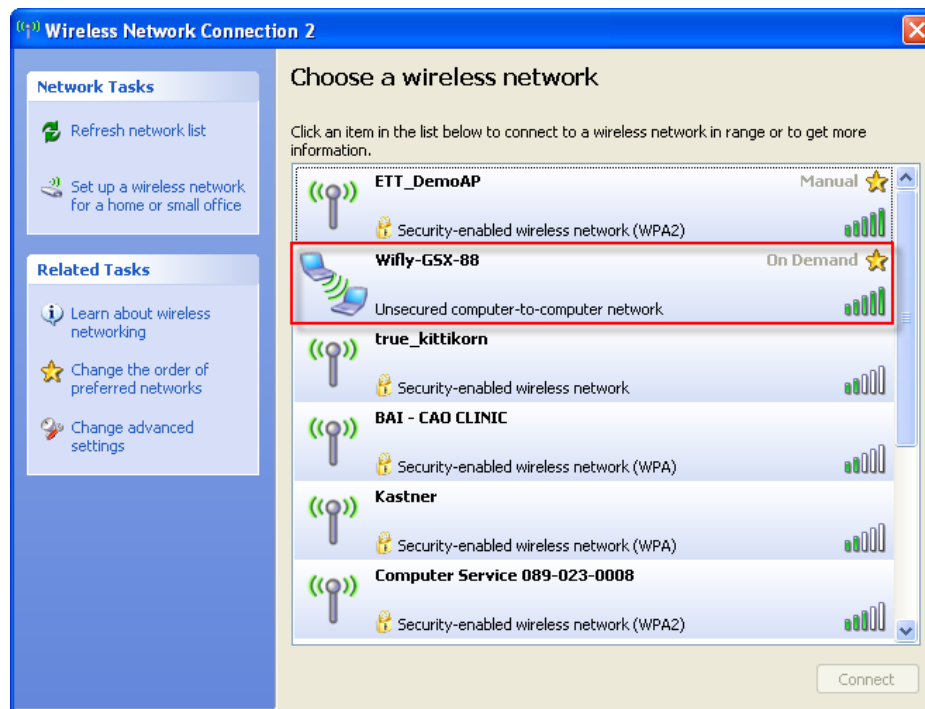 Wireless Network Connection 2
Network Tasks
Refresh network list
Set up a wireless network
for a home or small office
Related Tasks
Learn about wireless
networking
Change the order of
preferred networks
Change advanced
settings
Choose a wireless network
Click an item in the list below to connect to a wireless network in range or to get more
information.
ETT_DemoAP Manual
Security-enabled wireless network (WPA2)
Wifly-GSX-88 On Demand
Unsecured computer-to-computer network
true_kittikorn
Security-enabled wireless network
BAI - CAO CLINIC
Security-enabled wireless network (WPA)
Kastner
Security-enabled wireless network (WPA)
Computer Service 089-023-0008
Security-enabled wireless network (WPA2)
Connect